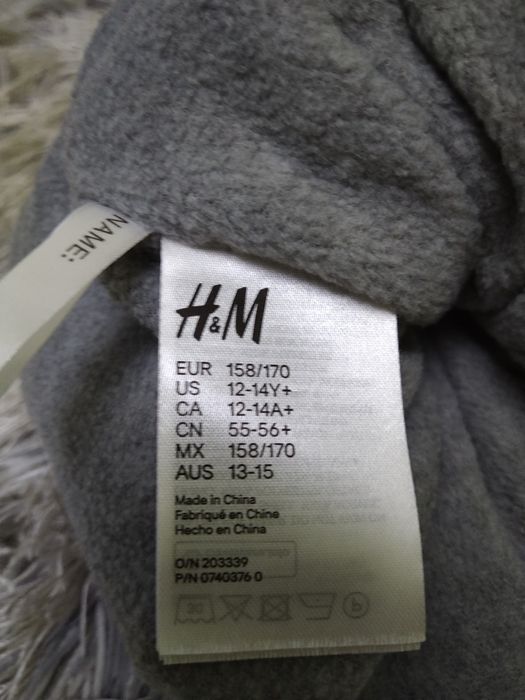 NAME:
H&M
EUR 158/170
US 12-14Y+
CA 12-14A+
CN 55-56+
MX 158/170
AUS 13-15
Made in China
Fabriqué en Chine
Hecho en China
O/N 203339
P/N 0740376 0